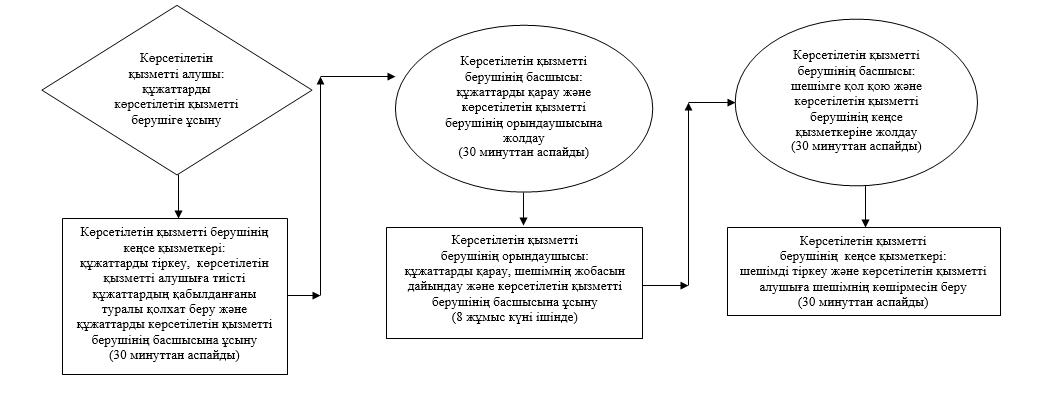 Көрсетілетін
қызметті алушы:
құжаттарды
көрсетілетін қызметті
берушіге ұсыну
Көрсетілетін қызметті берушінің
кеңсе қызметкері:
құжаттарды тіркеу, көрсетілетін
қызметті алушыға тиісті
құжаттардың қабылданғаны
туралы қолхат беру және
құжаттарды көрсетілетін қызметті
берушінің басшысына ұсыну
(30 минуттан аспайды)
Көрсетілетін қызметті
берушінің басшысы:
құжаттарды қарау және
көрсетілетін қызметті
берушінің орындаушысына
жолдау
(30 минуттан аспайды)
Көрсетілетін қызметті
берушінің орындаушысы:
құжаттарды қарау, шешімнің жобасын
дайындау және көрсетілетін қызметті
берушінің басшысына ұсыну
(8 жұмыс күні ішінде)
Көрсетілетін қызметті
берушінің басшысы:
шешімге қол қою және
көрсетілетін қызметті
берушінің кеңсе
қызметкеріне жолдау
(30 минуттан аспайды)
Көрсетілетін қызметті
берушінің кеңсе қызметкері:
шешімді тіркеу және көрсетілетін қызметті
алушыға шешімнің көшірмесін беру
(30 минуттан аспайды)